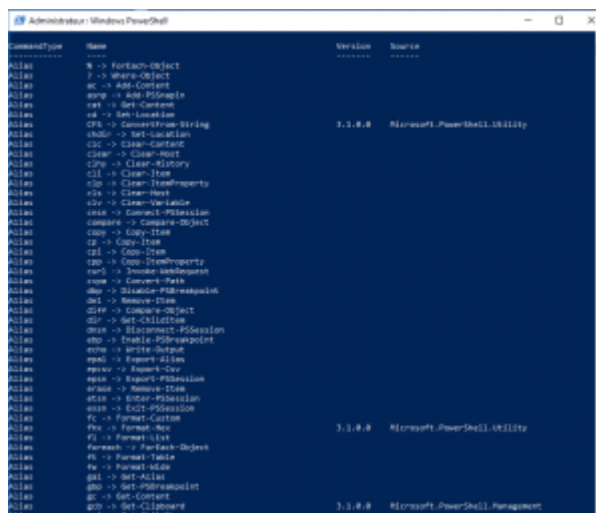 Administrateur : Windows PowerShell
CommandType Name Version Source
----------- ---- ------- ------
Alias % -> ForEach-Object
Alias ? -> Where-Object
Alias ac -> Add-Content
Alias asnp -> Add-PSSnapin
Alias cat -> Get-Content
Alias cd -> Set-Location
Alias CFS -> ConvertFrom-String 3.1.0.0 Microsoft.PowerShell.Utility
Alias chdir -> Set-Location
Alias clc -> Clear-Content
Alias clear -> Clear-Host
Alias clhy -> Clear-History
Alias cli -> Clear-Item
Alias clp -> Clear-ItemProperty
Alias cls -> Clear-Host
Alias clv -> Clear-Variable
Alias cnsn -> Connect-PSSession
Alias compare -> Compare-Object
Alias copy -> Copy-Item
Alias cp -> Copy-Item
Alias cpi -> Copy-Item
Alias cpp -> Copy-ItemProperty
Alias curl -> Invoke-WebRequest
Alias cvpa -> Convert-Path
Alias dbp -> Disable-PSBreakpoint
Alias del -> Remove-Item
Alias diff -> Compare-Object
Alias dir -> Get-ChildItem
Alias dnsn -> Disconnect-PSSession
Alias ebp -> Enable-PSBreakpoint
Alias echo -> Write-Output
Alias epal -> Export-Alias
Alias epcsv -> Export-Csv
Alias epsn -> Export-PSSession
Alias erase -> Remove-Item
Alias etsn -> Enter-PSSession
Alias exsn -> Exit-PSSession
Alias fc -> Format-Custom
Alias fhx -> Format-Hex 3.1.0.0 Microsoft.PowerShell.Utility
Alias fl -> Format-List
Alias foreach -> ForEach-Object
Alias ft -> Format-Table
Alias fw -> Format-Wide
Alias gal -> Get-Alias
Alias gbp -> Get-PSBreakpoint
Alias gc -> Get-Content
Alias gcb -> Get-Clipboard 3.1.0.0 Microsoft.PowerShell.Management